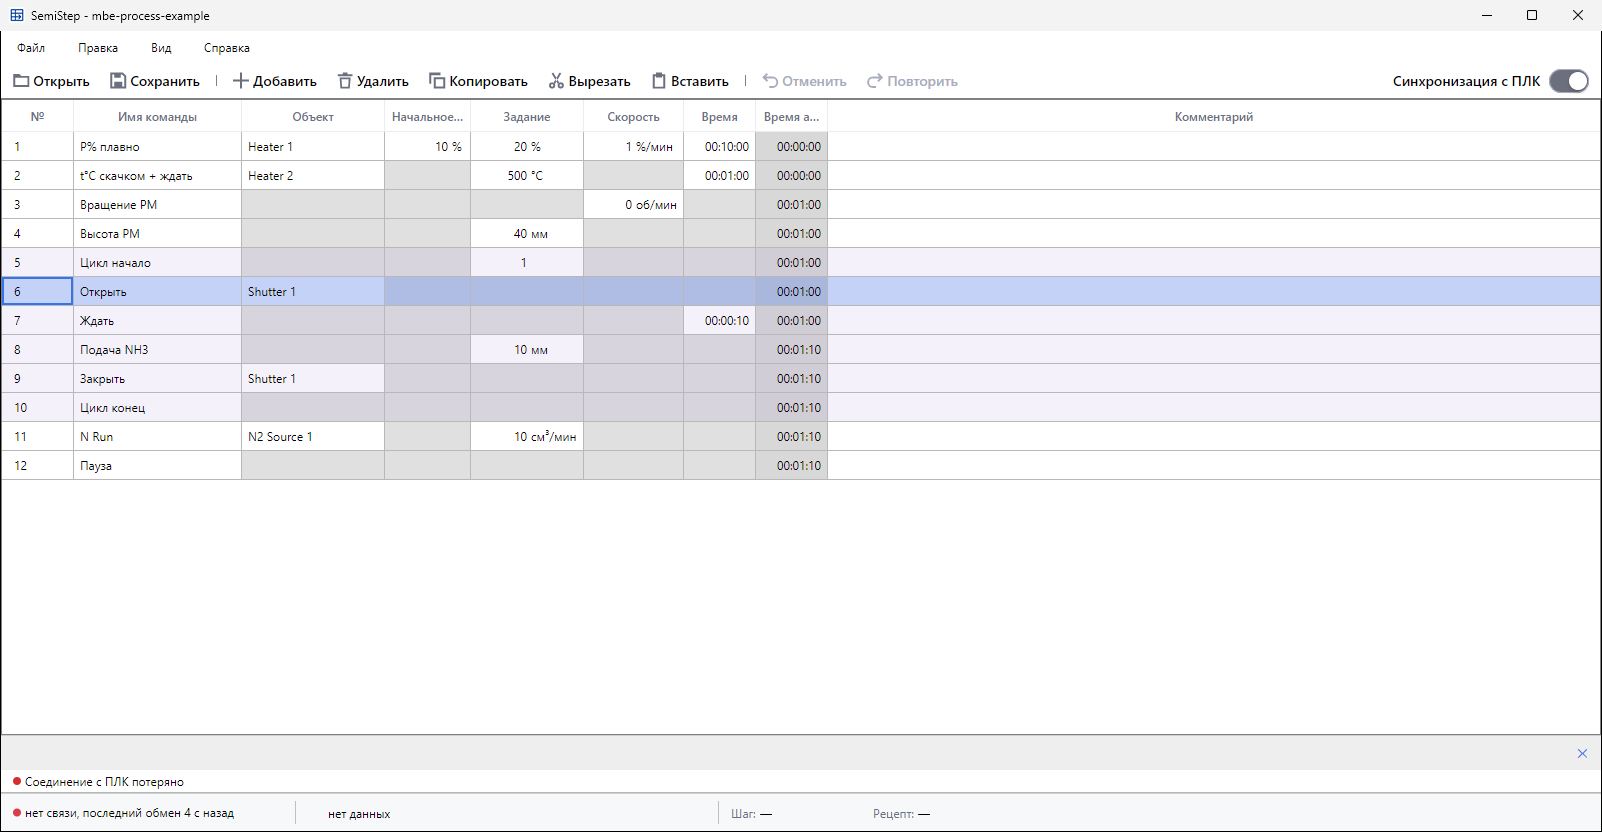 SemiStep - mbe-process-example
Файл Правка Вид Справка
Открыть Сохранить Добавить Удалить Копировать Вырезать Вставить Отменить Повторить Синхронизация с ПЛК
№ Имя команды Объект Начальное... Задание Скорость Время Время а... Комментарий
1 P% плавно Heater 1 10 % 20 % 1 %/мин 00:10:00 00:00:00
2 t°C скачком + ждать Heater 2 500 °C 00:01:00 00:00:00
3 Вращение РМ 0 об/мин 00:01:00
4 Высота РМ 40 мм 00:01:00
5 Цикл начало 1 00:01:00
6 Открыть Shutter 1 00:01:00
7 Ждать 00:00:10 00:01:00
8 Подача NH3 10 мм 00:01:10
9 Закрыть Shutter 1 00:01:10
10 Цикл конец 00:01:10
11 N Run N2 Source 1 10 см³/мин 00:01:10
12 Пауза 00:01:10
Соединение с ПЛК потеряно
нет связи, последний обмен 4 с назад нет данных Шаг: — Рецепт: —